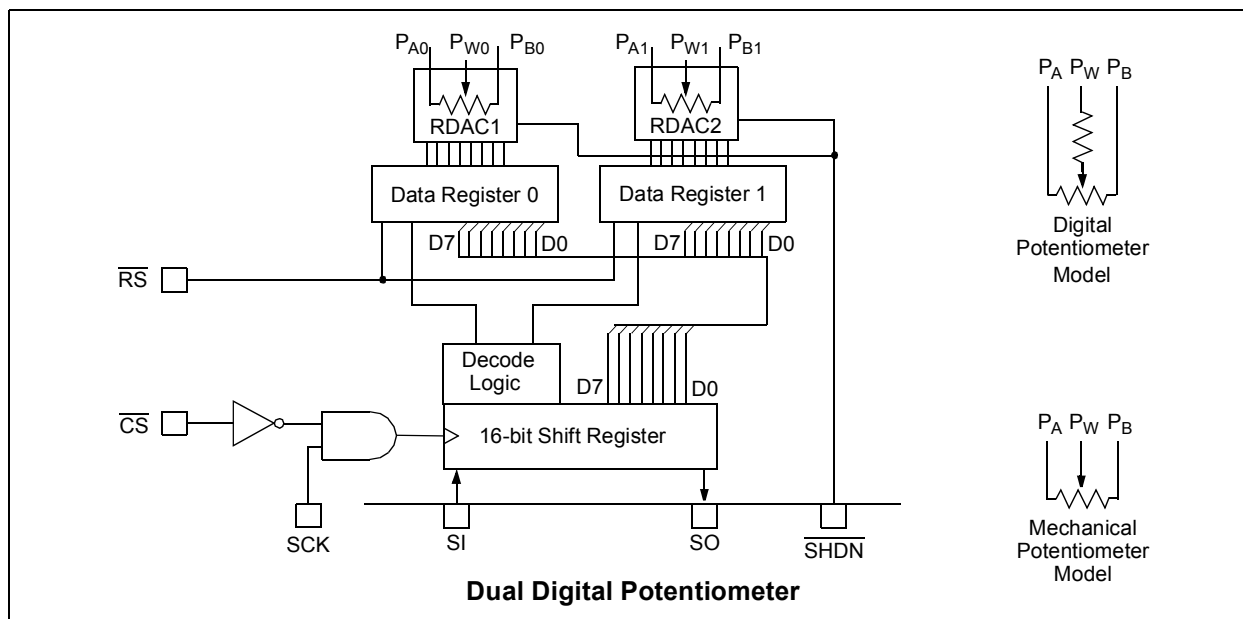 PA0 PW0 PB0
PA1 PW1 PB1
RDAC1
RDAC2
PA PW PB
Digital
Potentiometer
Model
Data Register 0
Data Register 1
D7 D0
D7 D0
RS
Decode
Logic
D7 D0
CS
16-bit Shift Register
PA PW PB
Mechanical
Potentiometer
Model
SCK
SI
SO
SHDN
Dual Digital Potentiometer